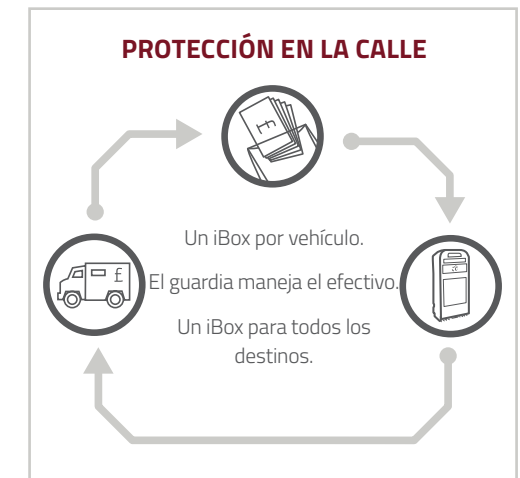 PROTECCIÓN EN LA CALLE
£
Un iBox por vehículo.
£
El guardia maneja el efectivo.
Un iBox para todos los
destinos.